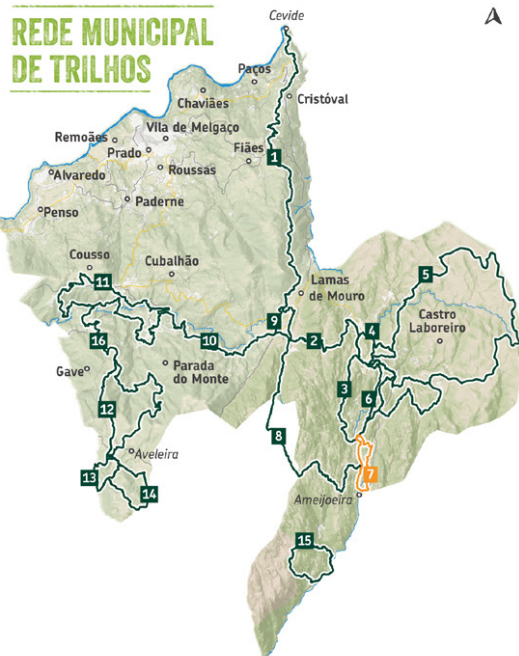 REDE MUNICIPAL
DE TRILHOS
Cevide
Paços
Chaviães
Cristóval
Remoães
Vila de Melgaço
Prado
Fiães
1
Alvaredo
Roussas
Penso
Paderne
Cousso
Cubalhão
Lamas
de Mouro
5
11
Castro
Laboreiro
9
4
16
10
2
Gave
Parada
do Monte
3
6
12
8
Aveleira
13
14
7
Ameijoeira
15